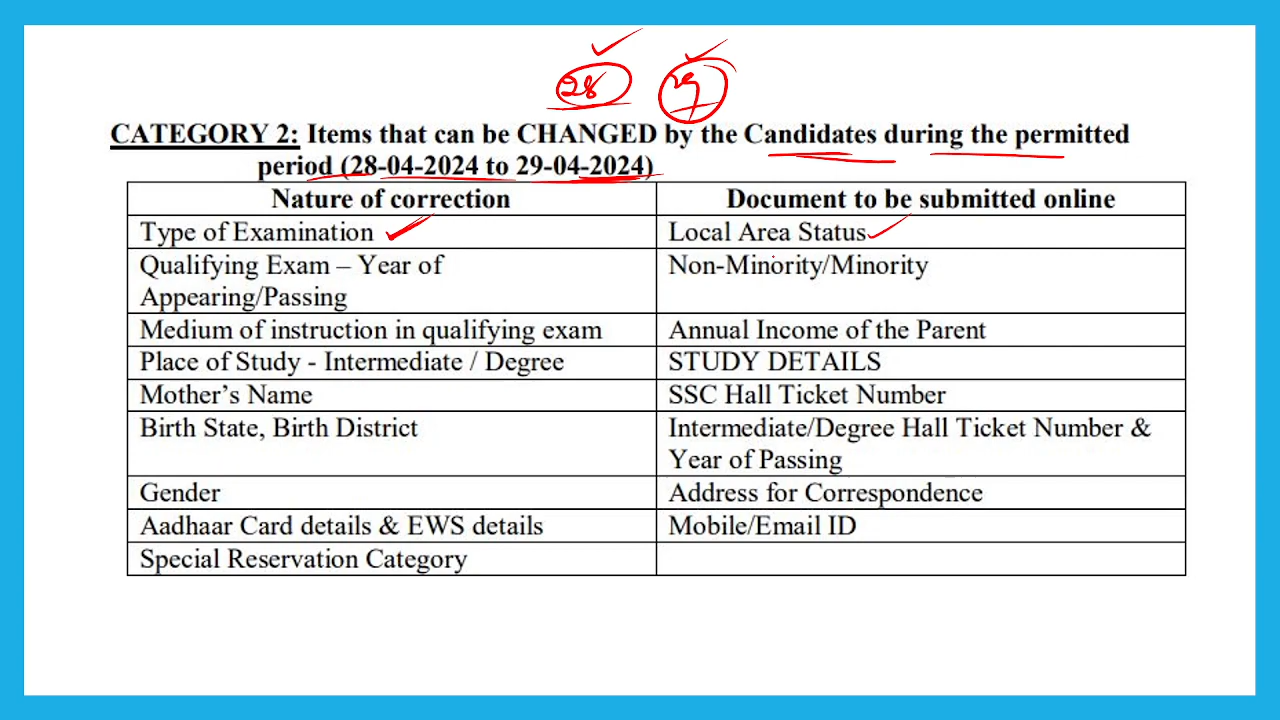 28 29
CATEGORY 2: Items that can be CHANGED by the Candidates during the permitted
period (28-04-2024 to 29-04-2024)
Nature of correction Document to be submitted online
Type of Examination Local Area Status
Qualifying Exam – Year of Non-Minority/Minority
Appearing/Passing
Medium of instruction in qualifying exam Annual Income of the Parent
Place of Study - Intermediate / Degree STUDY DETAILS
Mother’s Name SSC Hall Ticket Number
Birth State, Birth District Intermediate/Degree Hall Ticket Number &
Year of Passing
Gender Address for Correspondence
Aadhaar Card details & EWS details Mobile/Email ID
Special Reservation Category